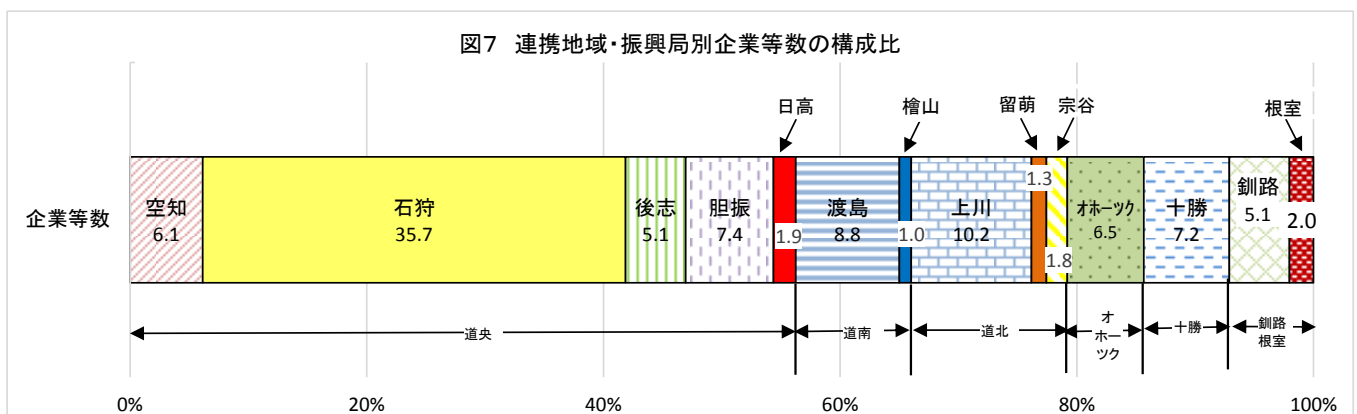 図7 連携地域・振興局別企業等数の構成比
日高
檜山
留萌
宗谷
根室
企業等数
空知
6.1
石狩
35.7
後志
5.1
胆振
7.4
1.9
渡島
8.8
1.0
上川
10.2
1.3
1.8
オホーツク
6.5
十勝
7.2
釧路
5.1
2.0
道央
道南
道北
オ
ホー
ツク
十勝
釧路
根室
0%
20%
40%
60%
80%
100%